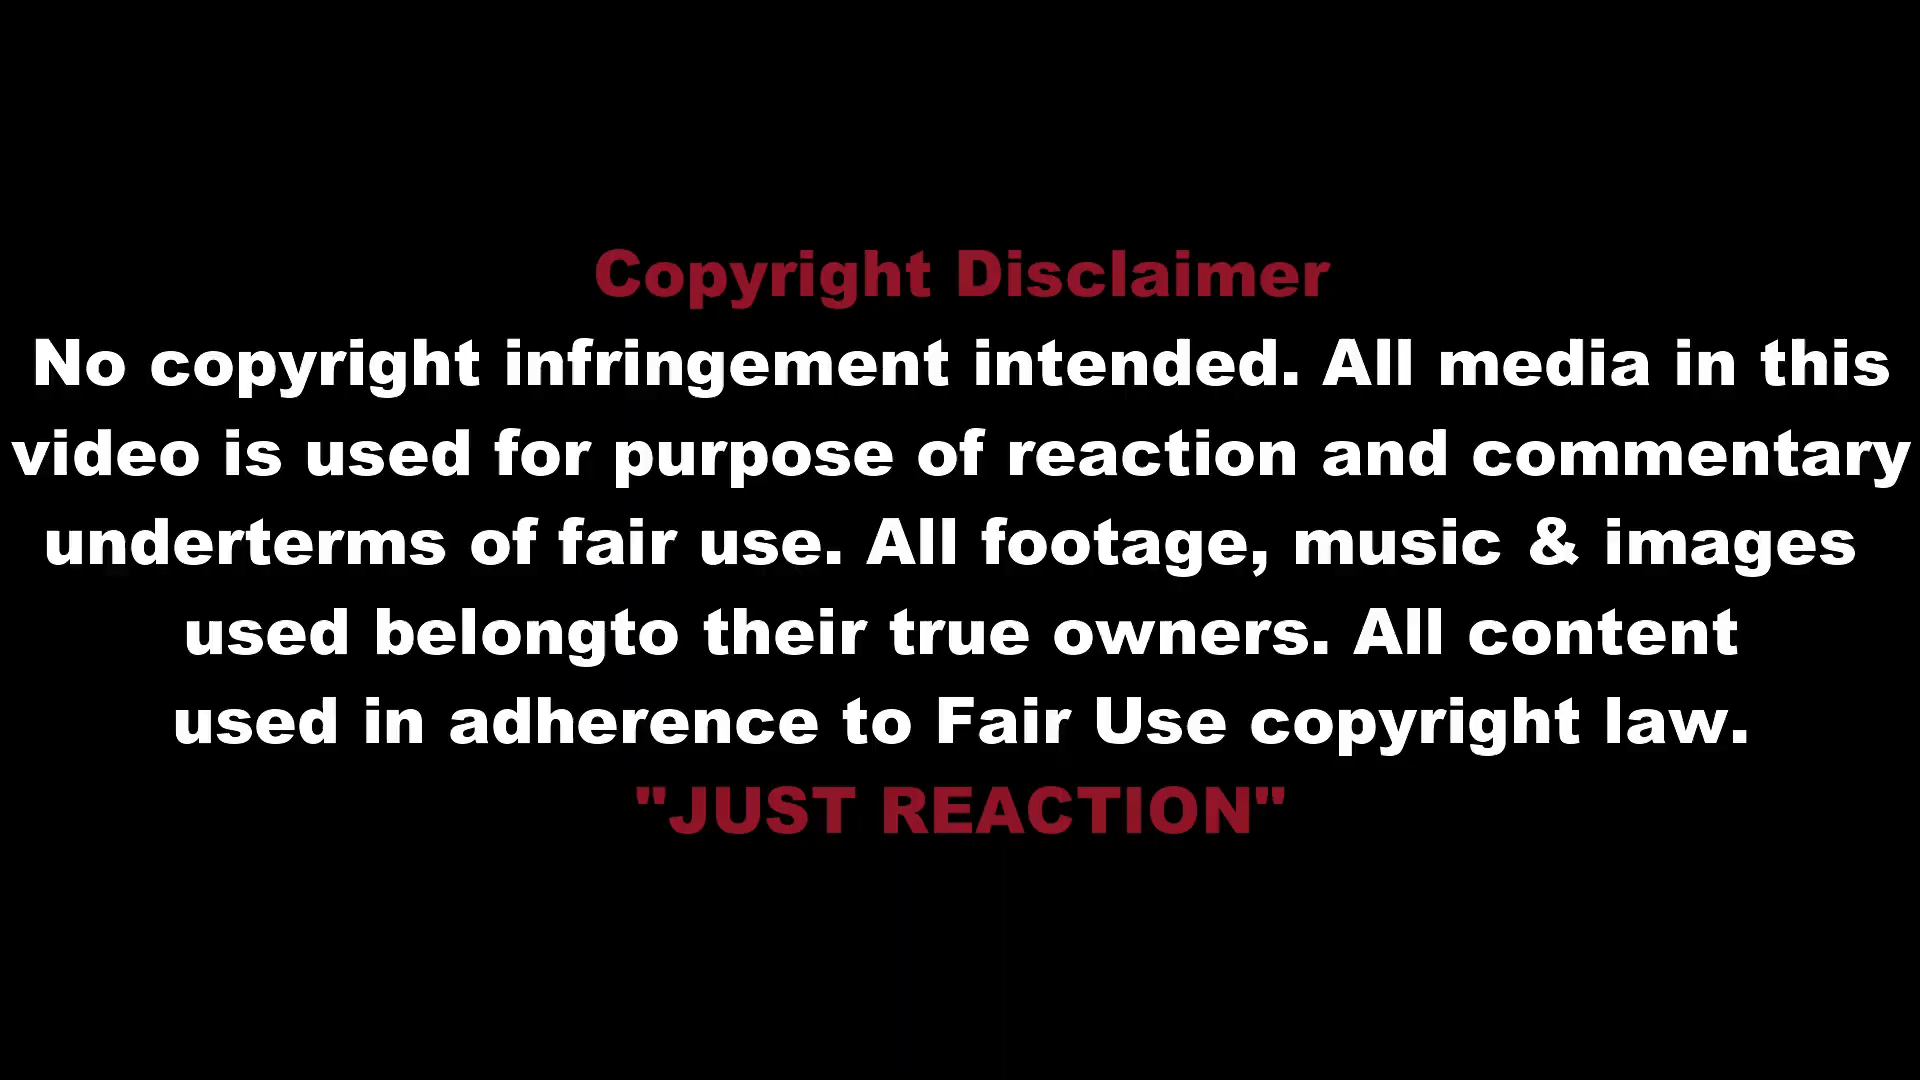 Copyright Disclaimer
No copyright infringement intended. All media in this
video is used for purpose of reaction and commentary
underterms of fair use. All footage, music & images
used belongto their true owners. All content
used in adherence to Fair Use copyright law.
"JUST REACTION"